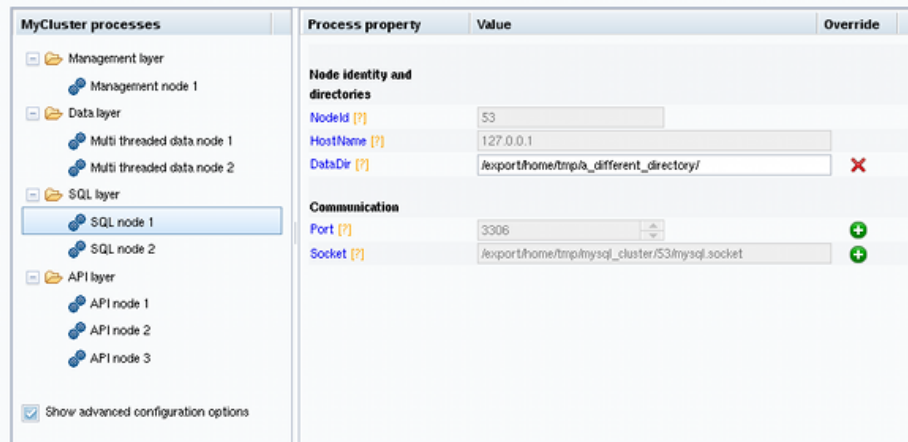 MyCluster processes
Management layer
Management node 1
Data layer
Multi threaded data node 1
Multi threaded data node 2
SQL layer
SQL node 1
SQL node 2
API layer
API node 1
API node 2
API node 3
Show advanced configuration options
Process property Value Override
Node identity and
directories
NodeId [?] 53
HostName [?] 127.0.0.1
DataDir [?] /export/home/tmp/a_different_directory/
Communication
Port [?] 3306
Socket [?] /export/home/tmp/mysql_cluster/53/mysql.socket